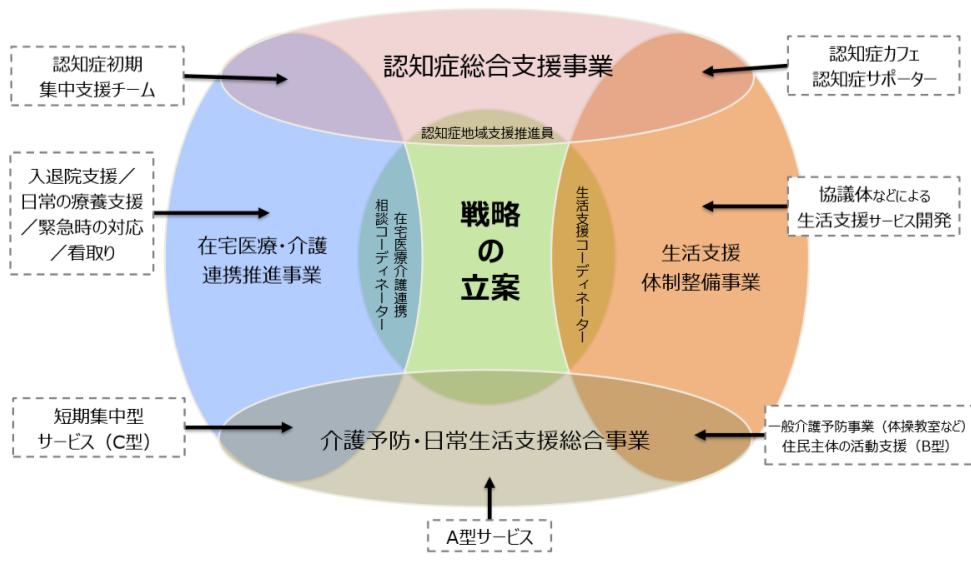 認知症初期
集中支援チーム
認知症総合支援事業
認知症カフェ
認知症サポーター
認知症地域支援推進員
入退院支援／
日常の療養支援
／緊急時の対応
／看取り
在宅医療・介護
連携推進事業
在宅医療介護連携
相談コーディネーター
戦略
の
立案
生活支援コーディネーター
生活支援
体制整備事業
協議体などによる
生活支援サービス開発
短期集中型
サービス（C型）
介護予防・日常生活支援総合事業
一般介護予防事業（体操教室など）
住民主体の活動支援（B型）
A型サービス